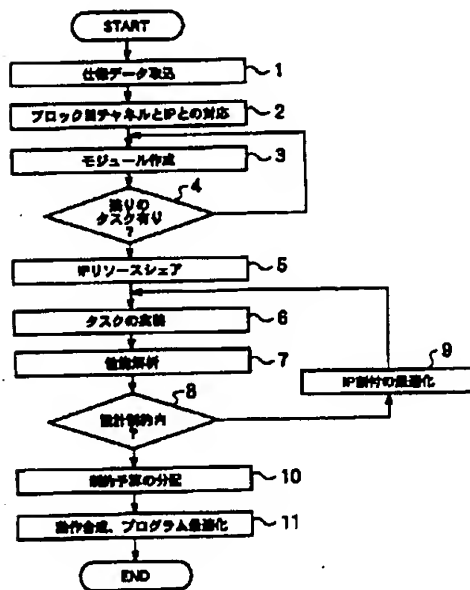 START
仕様データ取込
1
ブロック間チャネルとIPとの対応
2
モジュール作成
3
4
残りの
タスク有り
?
IPリソースシェア
5
タスクの実装
6
性能解析
7
8
設計制約内
?
9
IP割付の最適化
制約予算の分配
10
動作合成、プログラム最適化
11
END